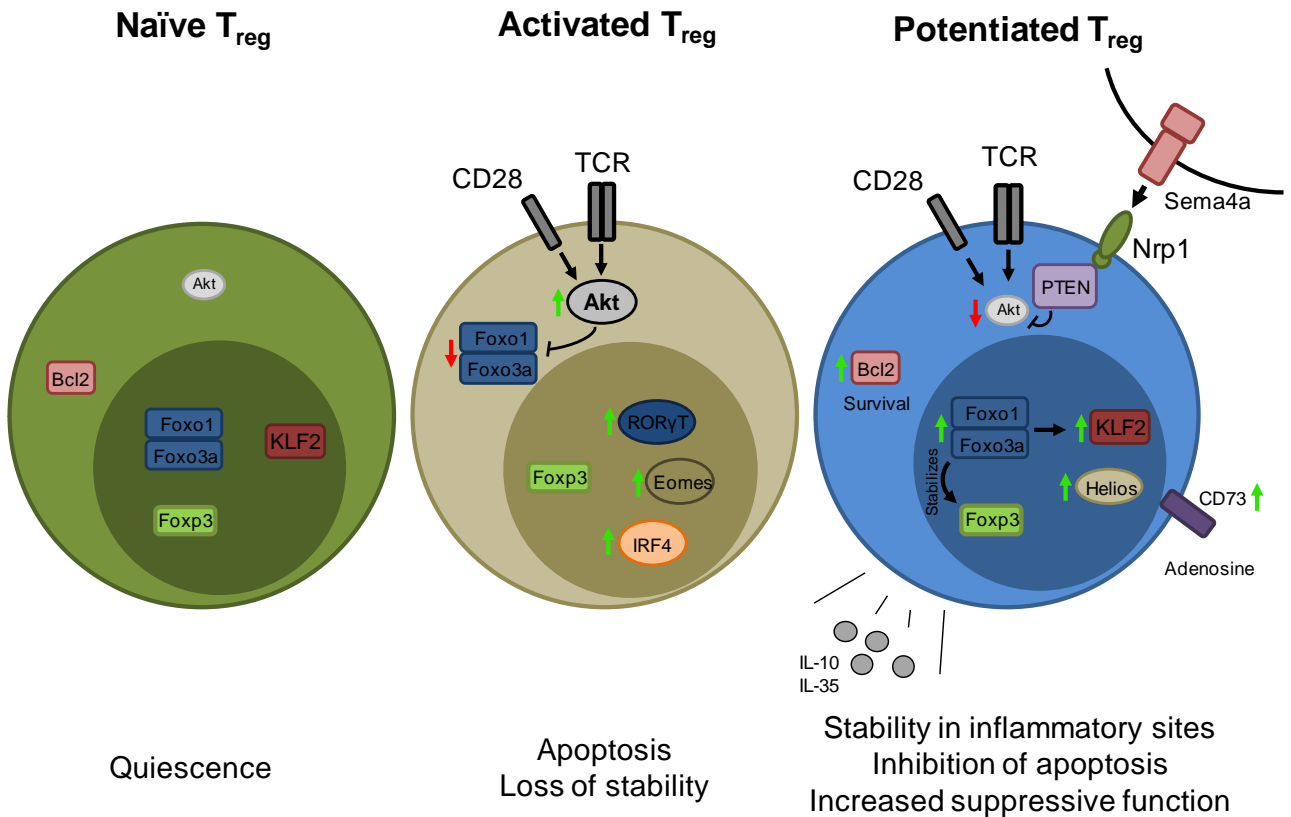 Naïve Treg
Akt
Bcl2
Foxo1
Foxo3a
KLF2
Foxp3
Quiescence
Activated Treg
CD28
TCR
Akt
Foxo1
Foxo3a
RORγT
Foxp3
Eomes
IRF4
Apoptosis
Loss of stability
Potentiated Treg
CD28
TCR
Sema4a
Nrp1
PTEN
Akt
Bcl2
Survival
Foxo1
Foxo3a
KLF2
Stabilizes
Helios
Foxp3
CD73
Adenosine
IL-10
IL-35
Stability in inflammatory sites
Inhibition of apoptosis
Increased suppressive function